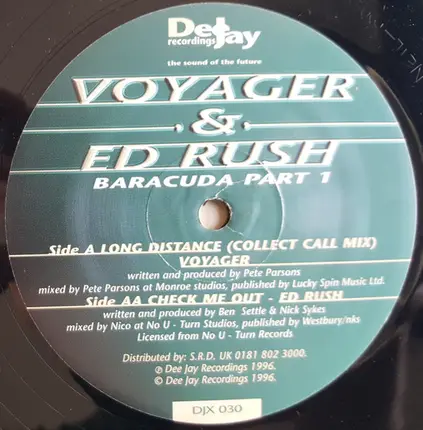 DeeJay
recordings
the sound of the future
VOYAGER
&
ED RUSH
BARACUDA PART 1
Side A LONG DISTANCE (COLLECT CALL MIX)
VOYAGER
written and produced by Pete Parsons
mixed by Pete Parsons at Monroe studios, published by Lucky Spin Music Ltd.
Side AA CHECK ME OUT - ED RUSH
written and produced by Ben Settle & Nick Sykes
mixed by Nico at No U - Turn Studios, published by Westbury/nks
Licensed from No U - Turn Records
Distributed by: S.R.D. UK 0181 802 3000.
℗ Dee Jay Recordings 1996.
© Dee Jay Recordings 1996.
DJX 030